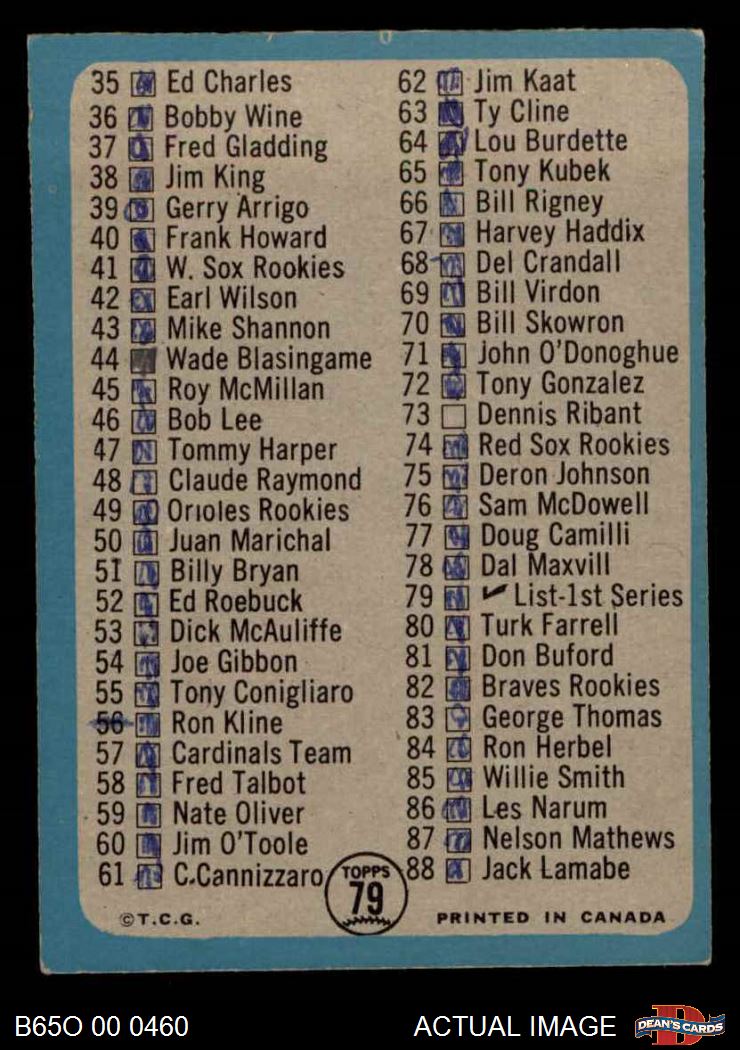 35 Ed Charles
36 Bobby Wine
37 Fred Gladding
38 Jim King
39 Gerry Arrigo
40 Frank Howard
41 W. Sox Rookies
42 Earl Wilson
43 Mike Shannon
44 Wade Blasingame
45 Roy McMillan
46 Bob Lee
47 Tommy Harper
48 Claude Raymond
49 Orioles Rookies
50 Juan Marichal
51 Billy Bryan
52 Ed Roebuck
53 Dick McAuliffe
54 Joe Gibbon
55 Tony Conigliaro
56 Ron Kline
57 Cardinals Team
58 Fred Talbot
59 Nate Oliver
60 Jim O'Toole
61 C.Cannizzaro
62 Jim Kaat
63 Ty Cline
64 Lou Burdette
65 Tony Kubek
66 Bill Rigney
67 Harvey Haddix
68 Del Crandall
69 Bill Virdon
70 Bill Skowron
71 John O'Donoghue
72 Tony Gonzalez
73 Dennis Ribant
74 Red Sox Rookies
75 Deron Johnson
76 Sam McDowell
77 Doug Camilli
78 Dal Maxvill
79 ✔List-1st Series
80 Turk Farrell
81 Don Buford
82 Braves Rookies
83 George Thomas
84 Ron Herbel
85 Willie Smith
86 Les Narum
87 Nelson Mathews
88 Jack Lamabe
TOPPS
79
©T.C.G.
PRINTED IN CANADA
B65O 00 0460
ACTUAL IMAGE
DEAN'S CARDS